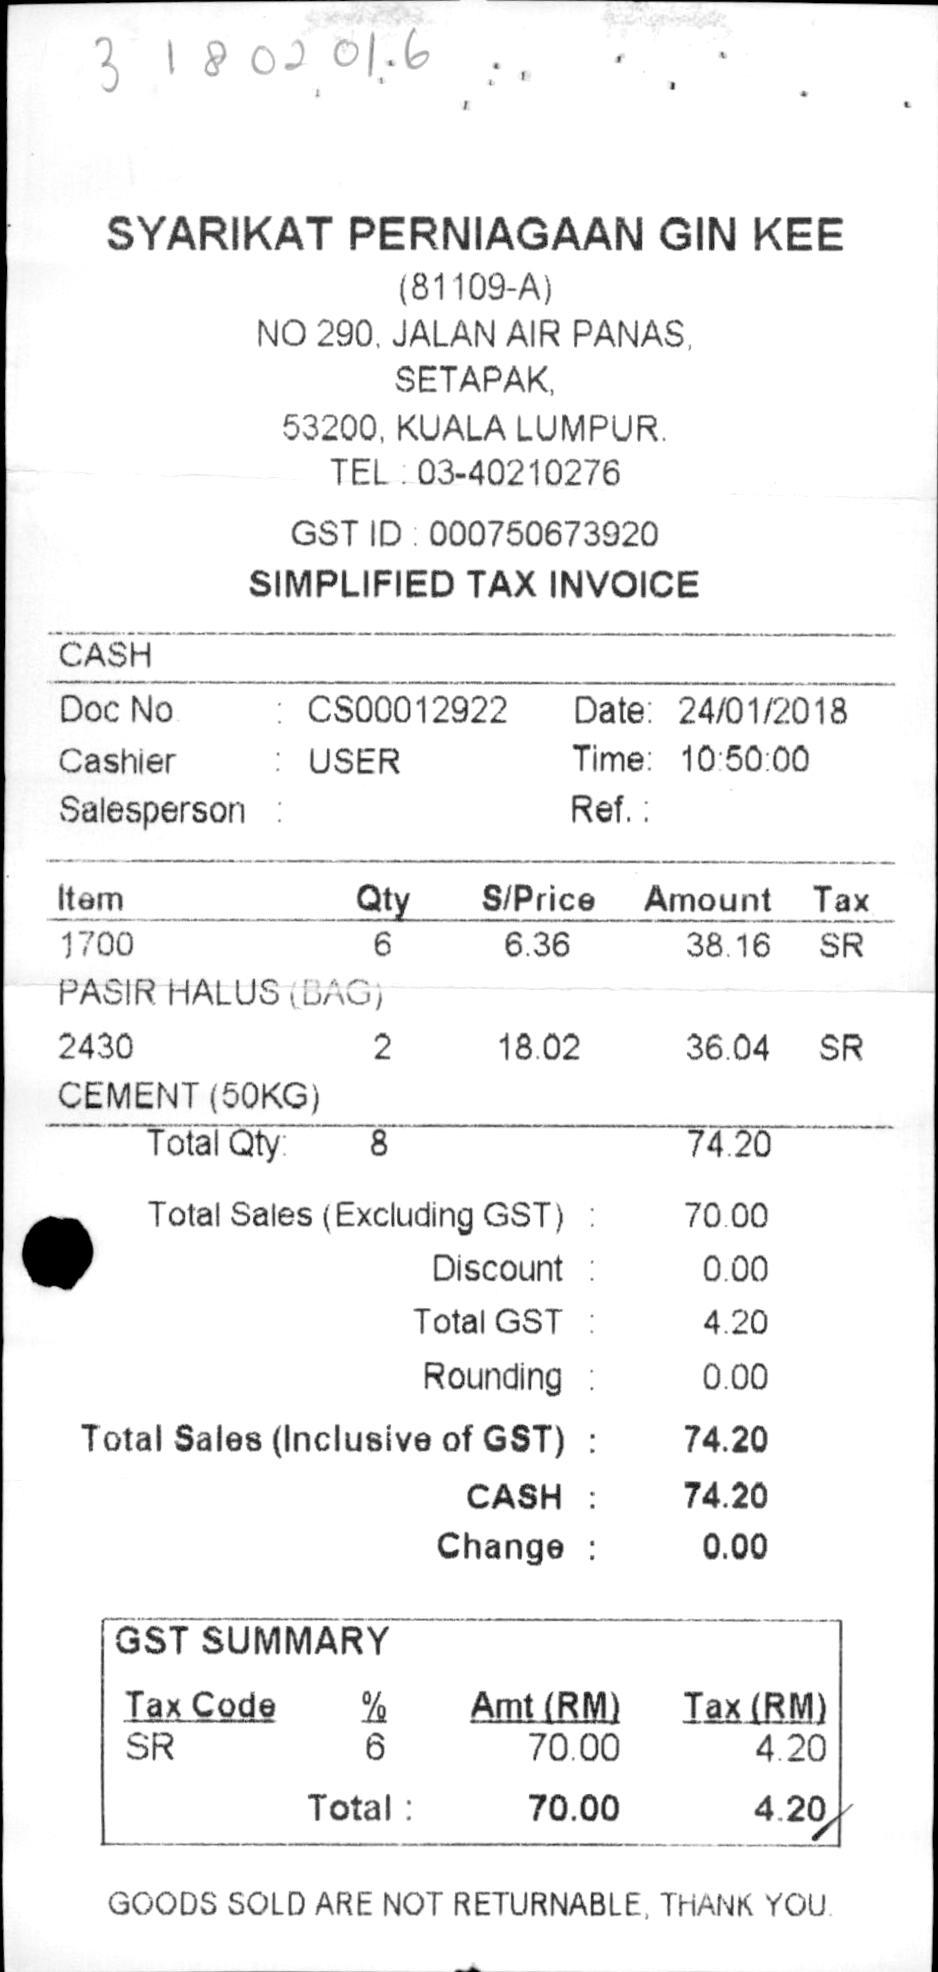 3 180201.6
SYARIKAT PERNIAGAAN GIN KEE
(81109-A)
NO 290, JALAN AIR PANAS,
SETAPAK,
53200, KUALA LUMPUR.
TEL : 03-40210276
GST ID : 000750673920
SIMPLIFIED TAX INVOICE
CASH
Doc No : CS00012922 Date: 24/01/2018
Cashier : USER Time: 10:50:00
Salesperson : Ref. :
Item Qty S/Price Amount Tax
1700 6 6.36 38.16 SR
PASIR HALUS (BAG)
2430 2 18.02 36.04 SR
CEMENT (50KG)
Total Qty: 8 74.20
Total Sales (Excluding GST) : 70.00
Discount : 0.00
Total GST : 4.20
Rounding : 0.00
Total Sales (Inclusive of GST) : 74.20
CASH : 74.20
Change : 0.00
GST SUMMARY
Tax Code % Amt (RM) Tax (RM)
SR 6 70.00 4.20
Total : 70.00 4.20
GOODS SOLD ARE NOT RETURNABLE, THANK YOU.